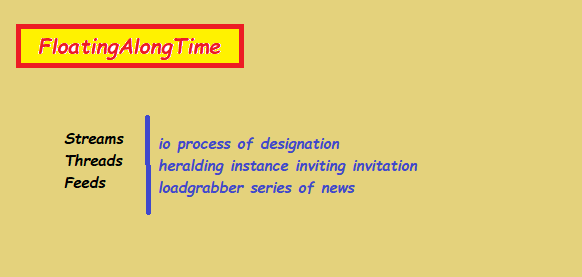 FloatingAlongTime
Streams
Threads
Feeds
io process of designation
heralding instance inviting invitation
loadgrabber series of news